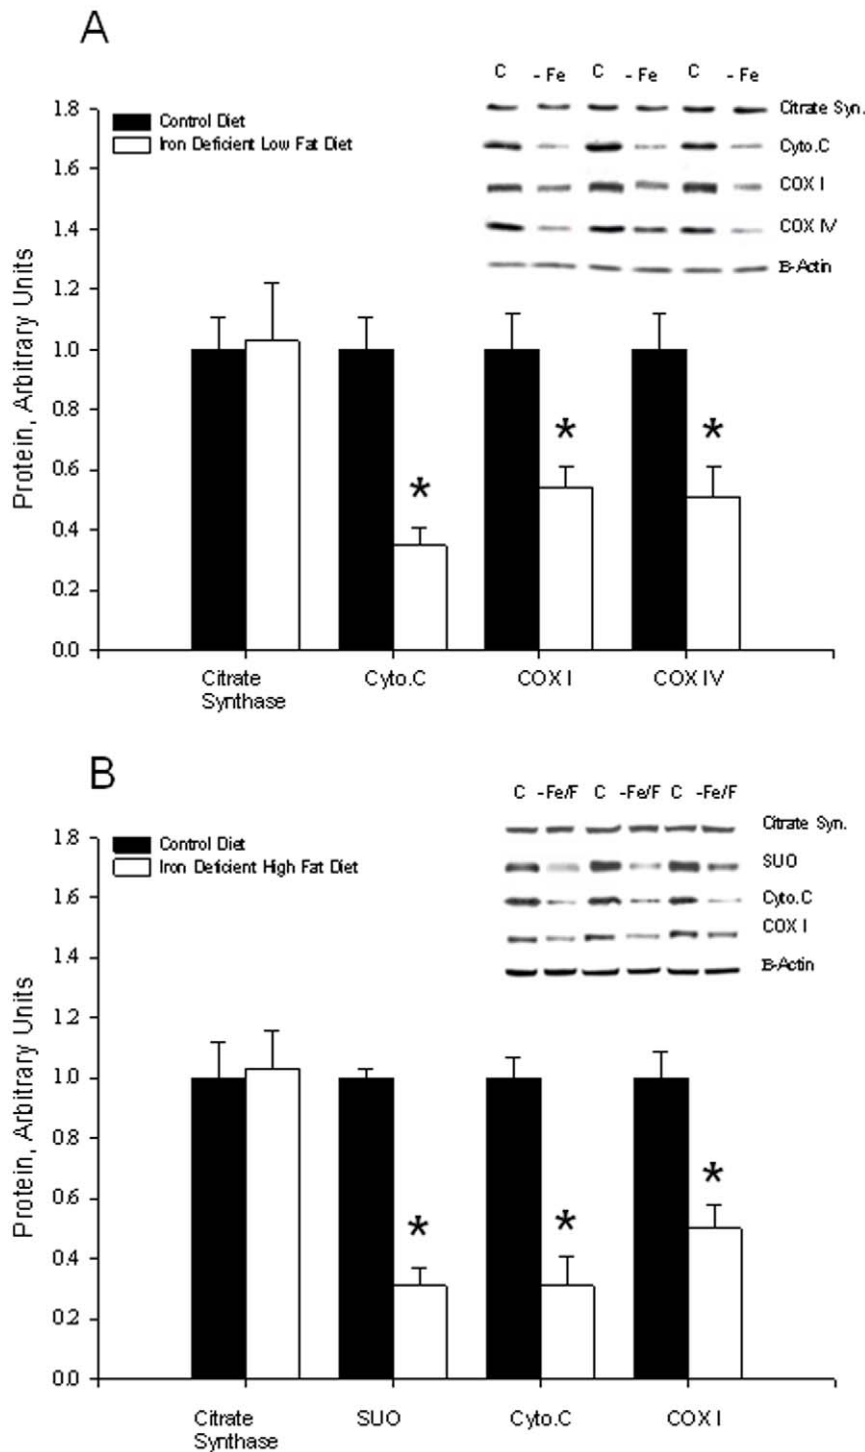 A
C - Fe C - Fe C - Fe
Citrate Syn.
Cyto.C
COX I
COX IV
B-Actin
Control Diet
Iron Deficient Low Fat Diet
1.8
1.6
1.4
1.2
1.0
0.8
0.6
0.4
0.2
0.0
Protein, Arbitrary Units
*
*
*
Citrate
Synthase
Cyto.C
COX I
COX IV
B
C -Fe/F C -Fe/F C -Fe/F
Citrate Syn.
SUO
Cyto.C
COX I
B-Actin
Control Diet
Iron Deficient High Fat Diet
1.8
1.6
1.4
1.2
1.0
0.8
0.6
0.4
0.2
0.0
Protein, Arbitrary Units
*
*
*
Citrate
Synthase
SUO
Cyto.C
COX I